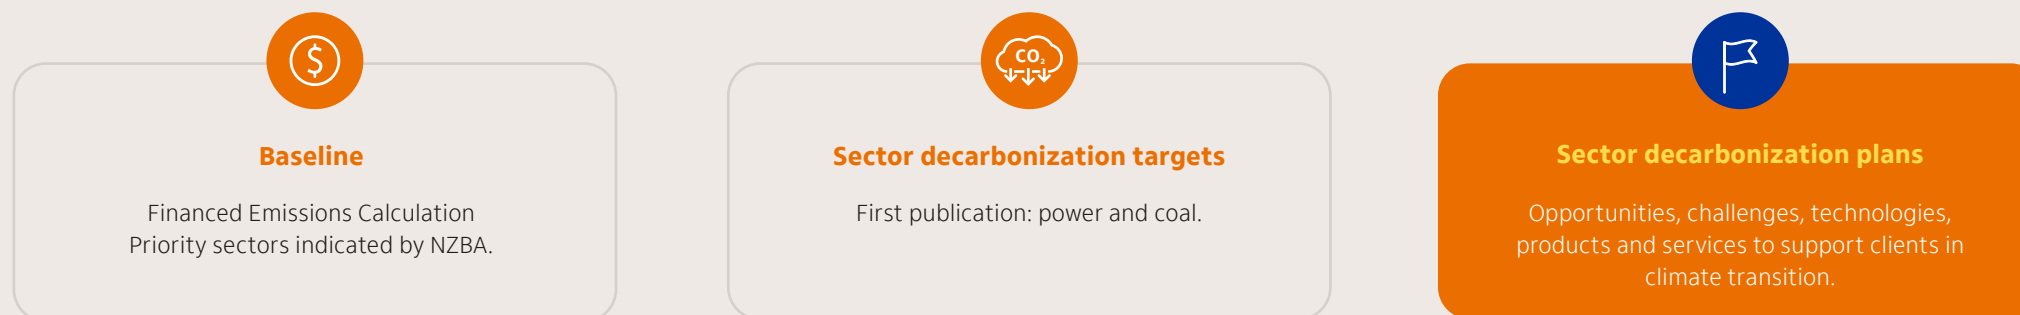 $
Baseline
Financed Emissions Calculation
Priority sectors indicated by NZBA.
CO₂
Sector decarbonization targets
First publication: power and coal.
Sector decarbonization plans
Opportunities, challenges, technologies,
products and services to support clients in
climate transition.